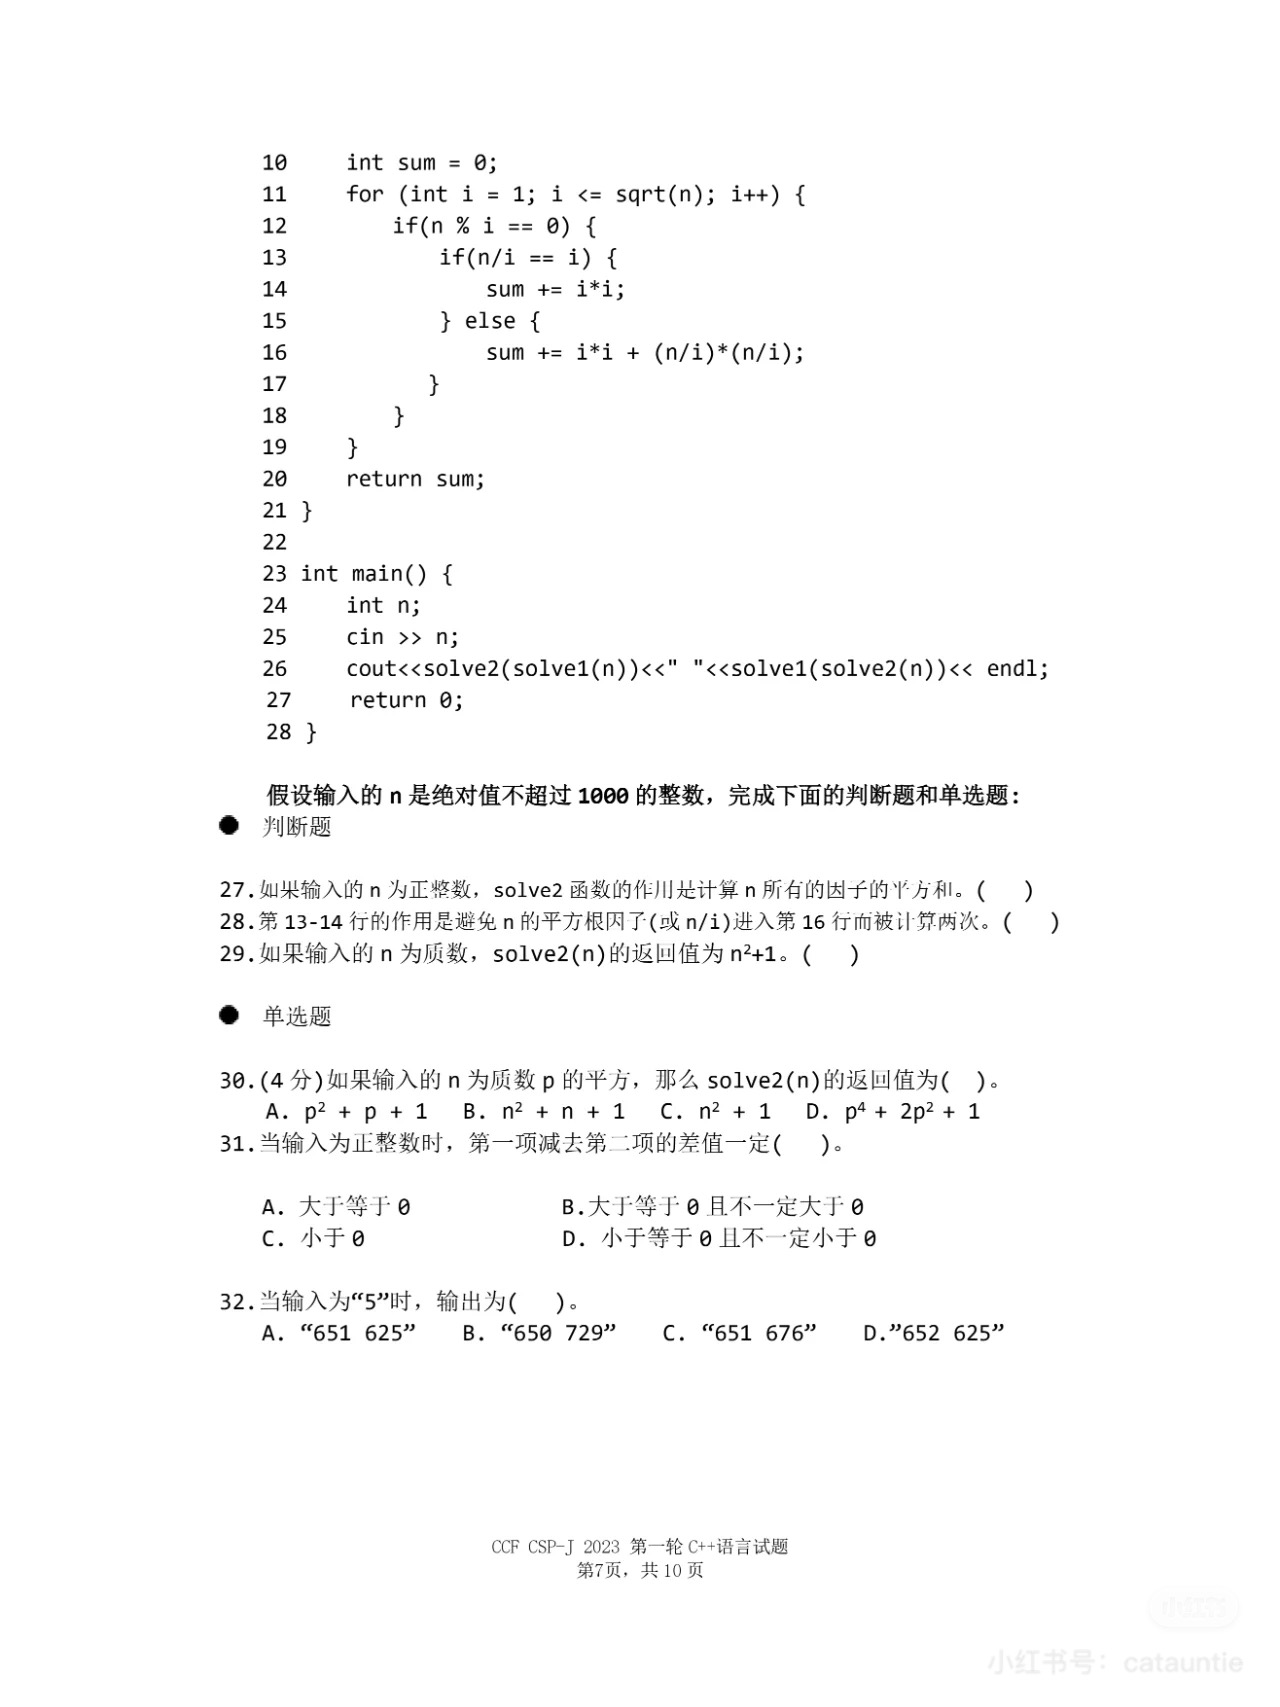 10 int sum = 0;
11 for (int i = 1; i <= sqrt(n); i++) {
12 if(n % i == 0) {
13 if(n/i == i) {
14 sum += i*i;
15 } else {
16 sum += i*i + (n/i)*(n/i);
17 }
18 }
19 }
20 return sum;
21 }
22
23 int main() {
24 int n;
25 cin >> n;
26 cout<<solve2(solve1(n))<<" "<<solve1(solve2(n))<< endl;
27 return 0;
28 }
假设输入的 n 是绝对值不超过 1000 的整数，完成下面的判断题和单选题：
● 判断题
27.如果输入的 n 为正整数，solve2 函数的作用是计算 n 所有的因子的平方和。( )
28.第 13-14 行的作用是避免 n 的平方根因子(或 n/i)进入第 16 行而被计算两次。( )
29.如果输入的 n 为质数，solve2(n)的返回值为 n²+1。( )
● 单选题
30.(4 分)如果输入的 n 为质数 p 的平方，那么 solve2(n)的返回值为( )。
A. p² + p + 1 B. n² + n + 1 C. n² + 1 D. p⁴ + 2p² + 1
31.当输入为正整数时，第一项减去第二项的差值一定( )。
A. 大于等于 0 B.大于等于 0 且不一定大于 0
C. 小于 0 D. 小于等于 0 且不一定小于 0
32.当输入为“5”时，输出为( )。
A. “651 625” B. “650 729” C. “651 676” D.”652 625”
CCF CSP-J 2023 第一轮 C++语言试题
第7页，共 10 页
小红书
小红书号：catauntie